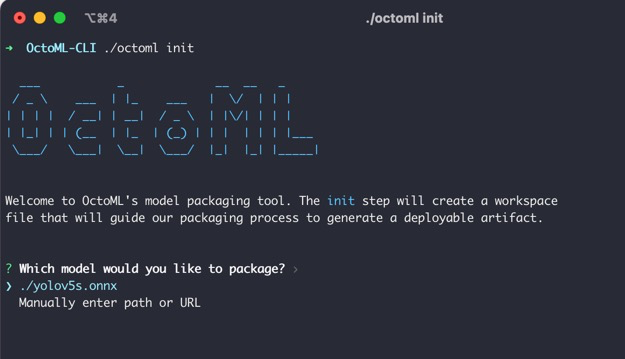 ⌥⌘4
./octoml init
➜ OctoML-CLI ./octoml init
OctoML
Welcome to OctoML's model packaging tool. The init step will create a workspace
file that will guide our packaging process to generate a deployable artifact.
? Which model would you like to package? ›
❯ ./yolov5s.onnx
Manually enter path or URL